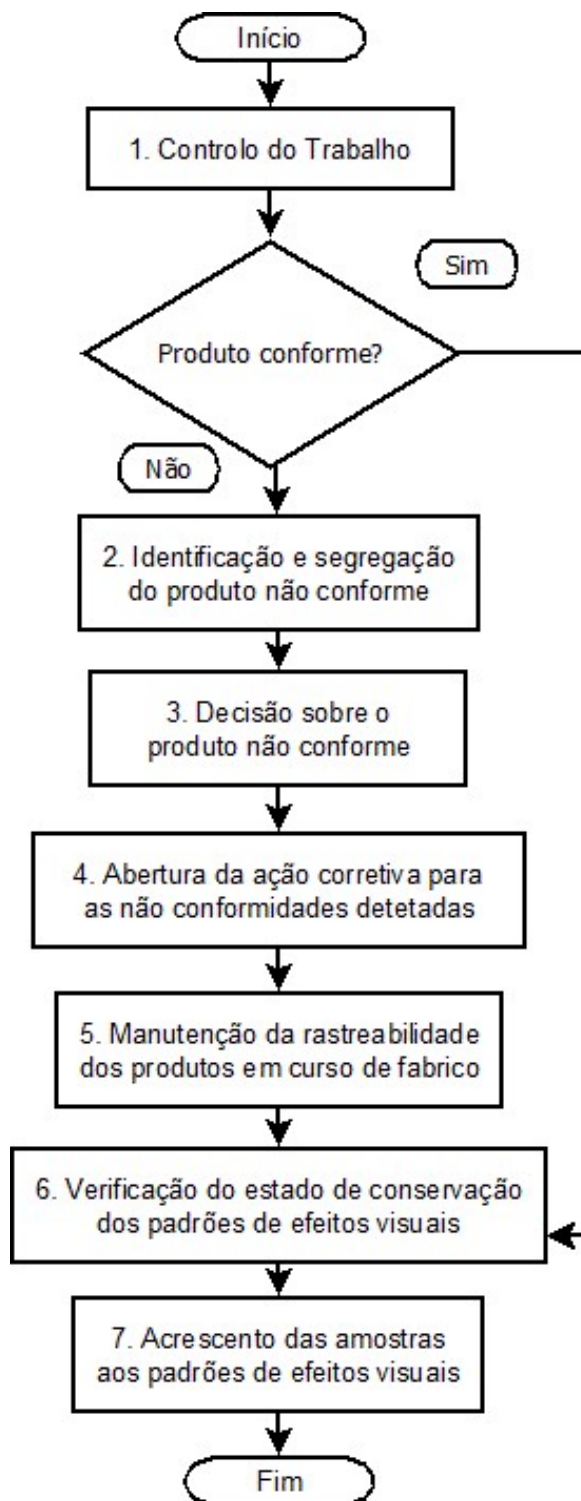 Início
1. Controlo do Trabalho
Sim
Produto conforme?
Não
2. Identificação e segregação
do produto não conforme
3. Decisão sobre o
produto não conforme
4. Abertura da ação corretiva para
as não conformidades detetadas
5. Manutenção da rastreabilidade
dos produtos em curso de fabrico
6. Verificação do estado de conservação
dos padrões de efeitos visuais
7. Acrescento das amostras
aos padrões de efeitos visuais
Fim